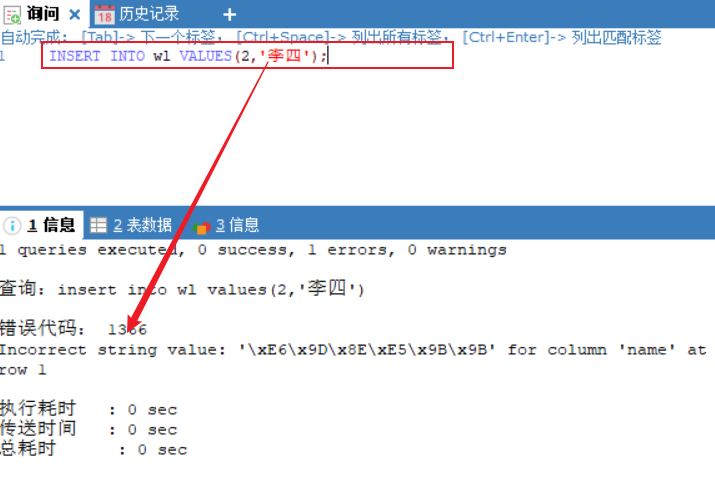 询问 × 18 历史记录 +
自动完成: [Tab]-> 下一个标签, [Ctrl+Space]-> 列出所有标签, [Ctrl+Enter]-> 列出匹配标签
1 INSERT INTO wl VALUES(2,'李四');
1 信息 2 表数据 3 信息
1 queries executed, 0 success, 1 errors, 0 warnings
查询: insert into wl values(2,'李四')
错误代码: 1366
Incorrect string value: '\xE6\x9D\x8E\xE5\x9B\x9B' for column 'name' at
row 1
执行耗时 : 0 sec
传送时间 : 0 sec
总耗时 : 0 sec